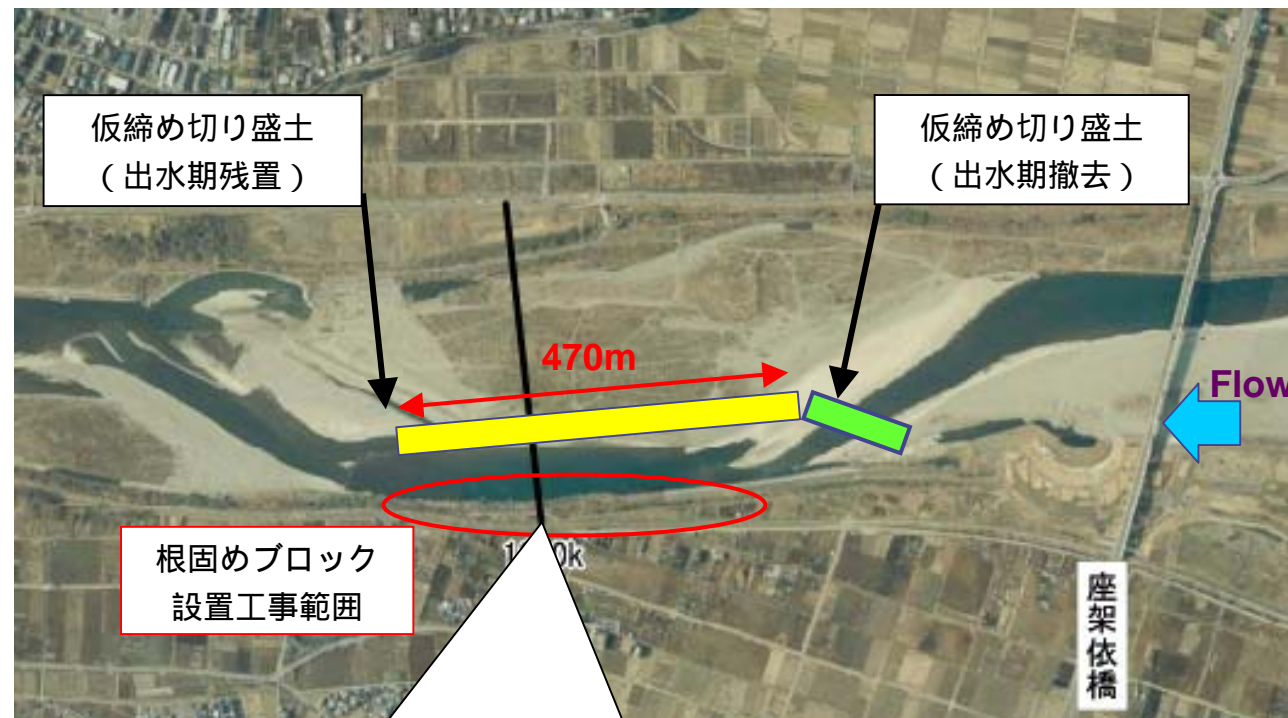 仮締め切り盛土
（出水期残置）
仮締め切り盛土
（出水期撤去）
470m
Flow
根固めブロック
設置工事範囲
座架依橋